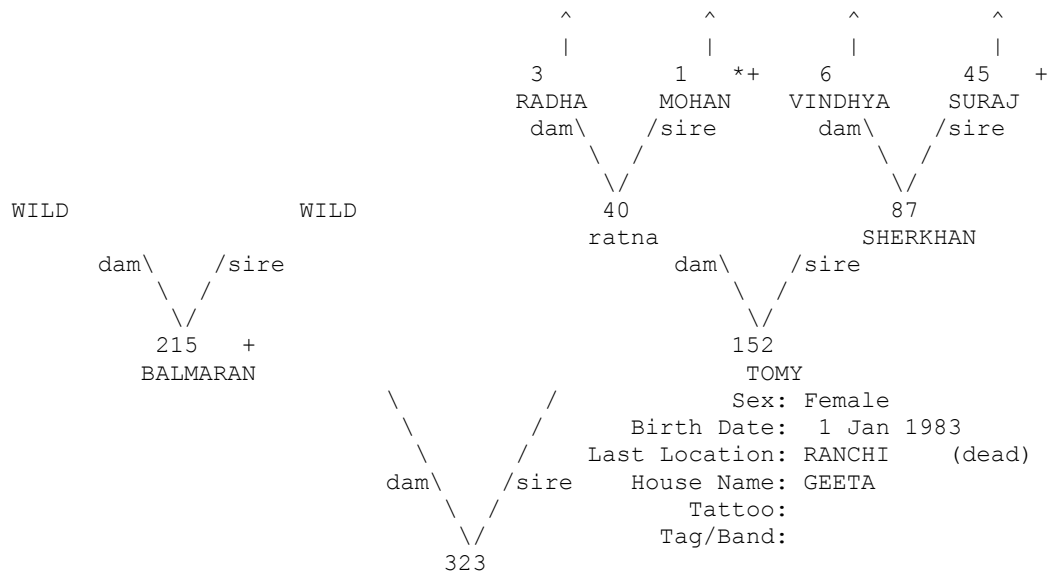 ^ ^ ^ ^
| | | |
3 1 *+ 6 45 +
RADHA MOHAN VINDHYA SURAJ
dam\ /sire dam\ /sire
\ / \ /
\/ \/
WILD WILD 40 87
ratna SHERKHAN
dam\ /sire dam\ /sire
\ / \ /
\/ \/
215 + 152
BALMARAN TOMY
\ / Sex: Female
\ / Birth Date: 1 Jan 1983
\ / Last Location: RANCHI (dead)
dam\ /sire House Name: GEETA
\ / Tattoo:
\/ Tag/Band:
323